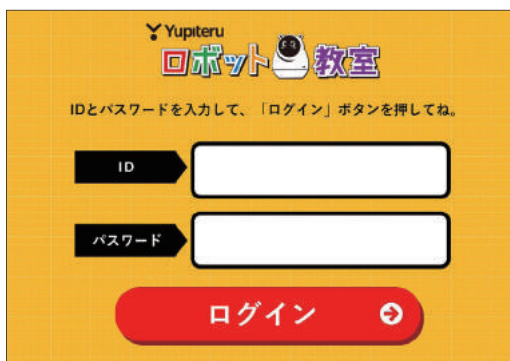 Yupiteru
ロボット教室
IDとパスワードを入力して、「ログイン」ボタンを押してね。
ID
パスワード
ログイン